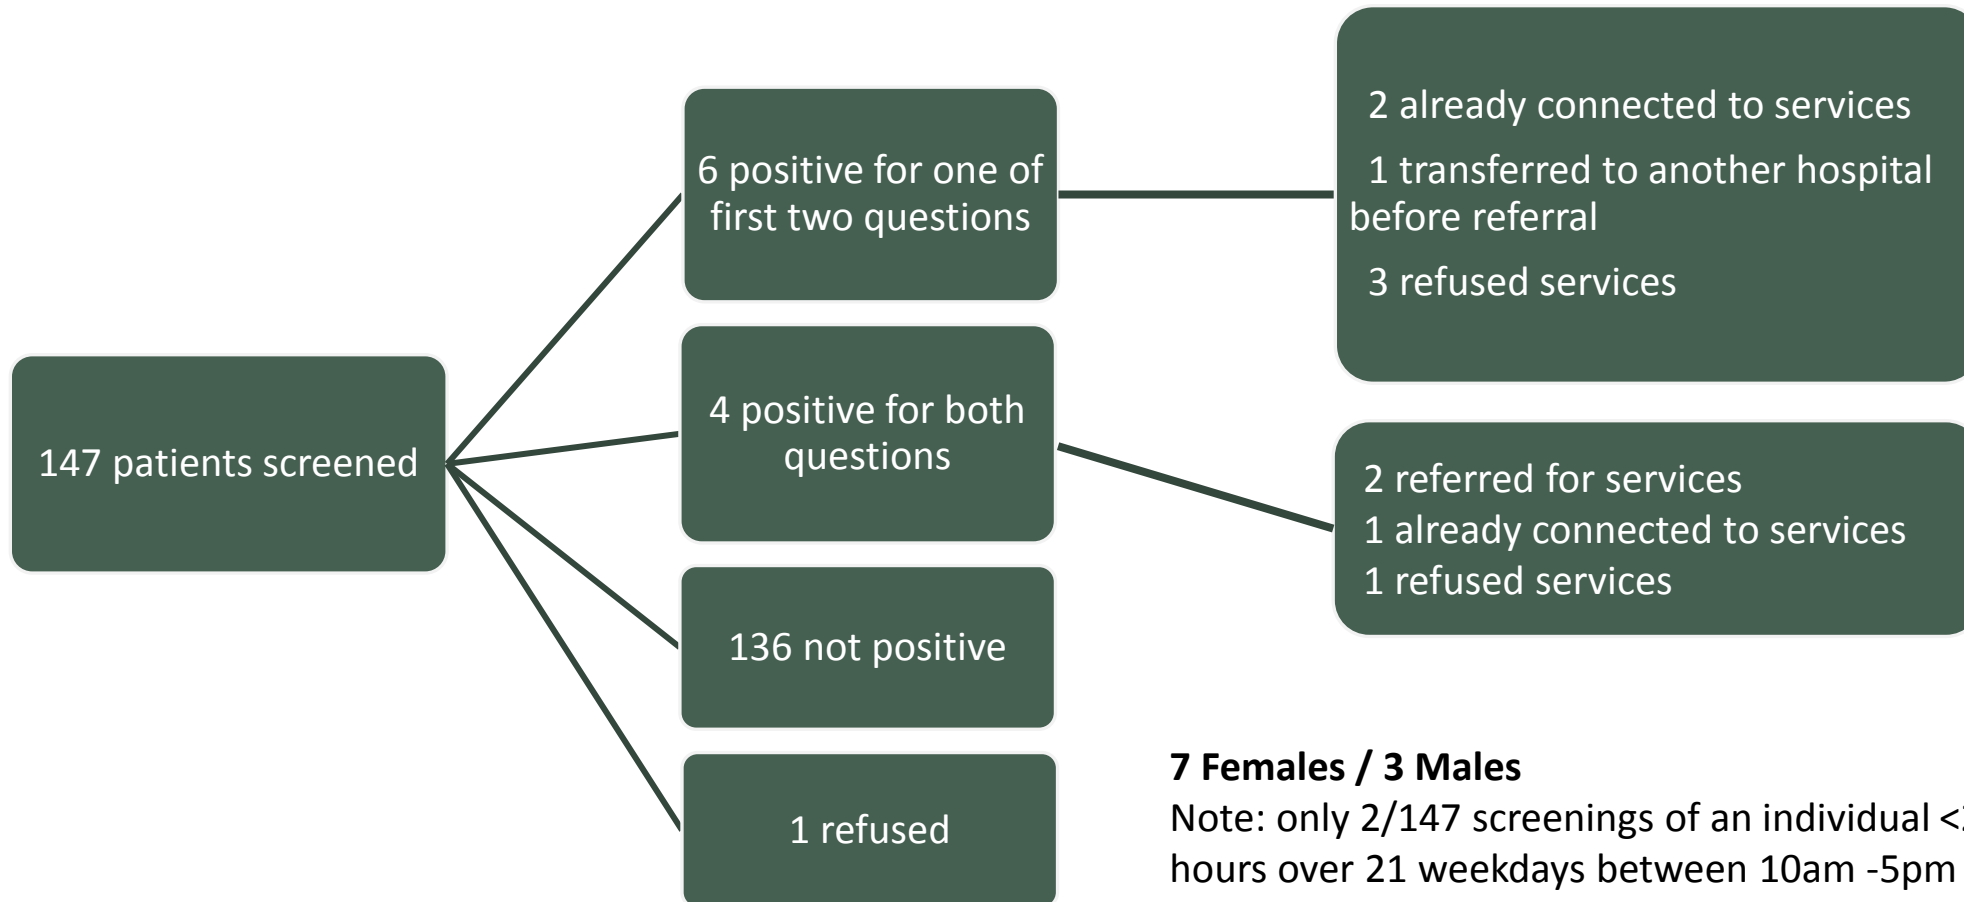 147 patients screened
6 positive for one of
first two questions
4 positive for both
questions
136 not positive
1 refused
2 already connected to services
1 transferred to another hospital
before referral
3 refused services
2 referred for services
1 already connected to services
1 refused services
7 Females / 3 Males
Note: only 2/147 screenings of an individual
hours over 21 weekdays between 10am -5pm